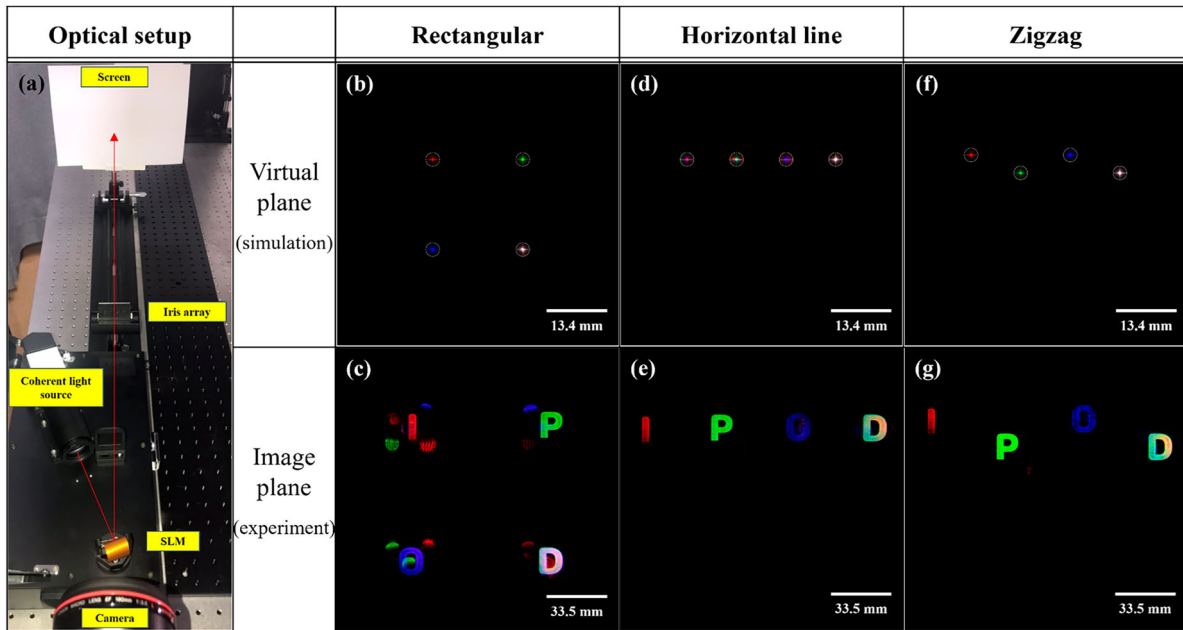 Optical setup
Rectangular
Horizontal line
Zigzag
(a)
Screen
Iris array
Coherent light
source
SLM
Camera
Virtual
plane
(simulation)
(b)
13.4 mm
(d)
13.4 mm
(f)
13.4 mm
Image
plane
(experiment)
(c)
I P
O D
33.5 mm
(e)
I P O D
33.5 mm
(g)
I P O D
33.5 mm